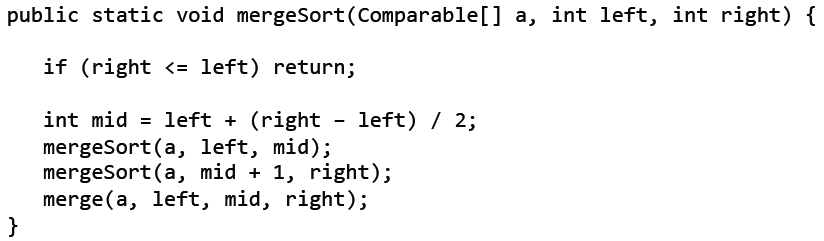 public static void mergeSort(Comparable[] a, int left, int right) {
if (right <= left) return;
int mid = left + (right – left) / 2;
mergeSort(a, left, mid);
mergeSort(a, mid + 1, right);
merge(a, left, mid, right);
}